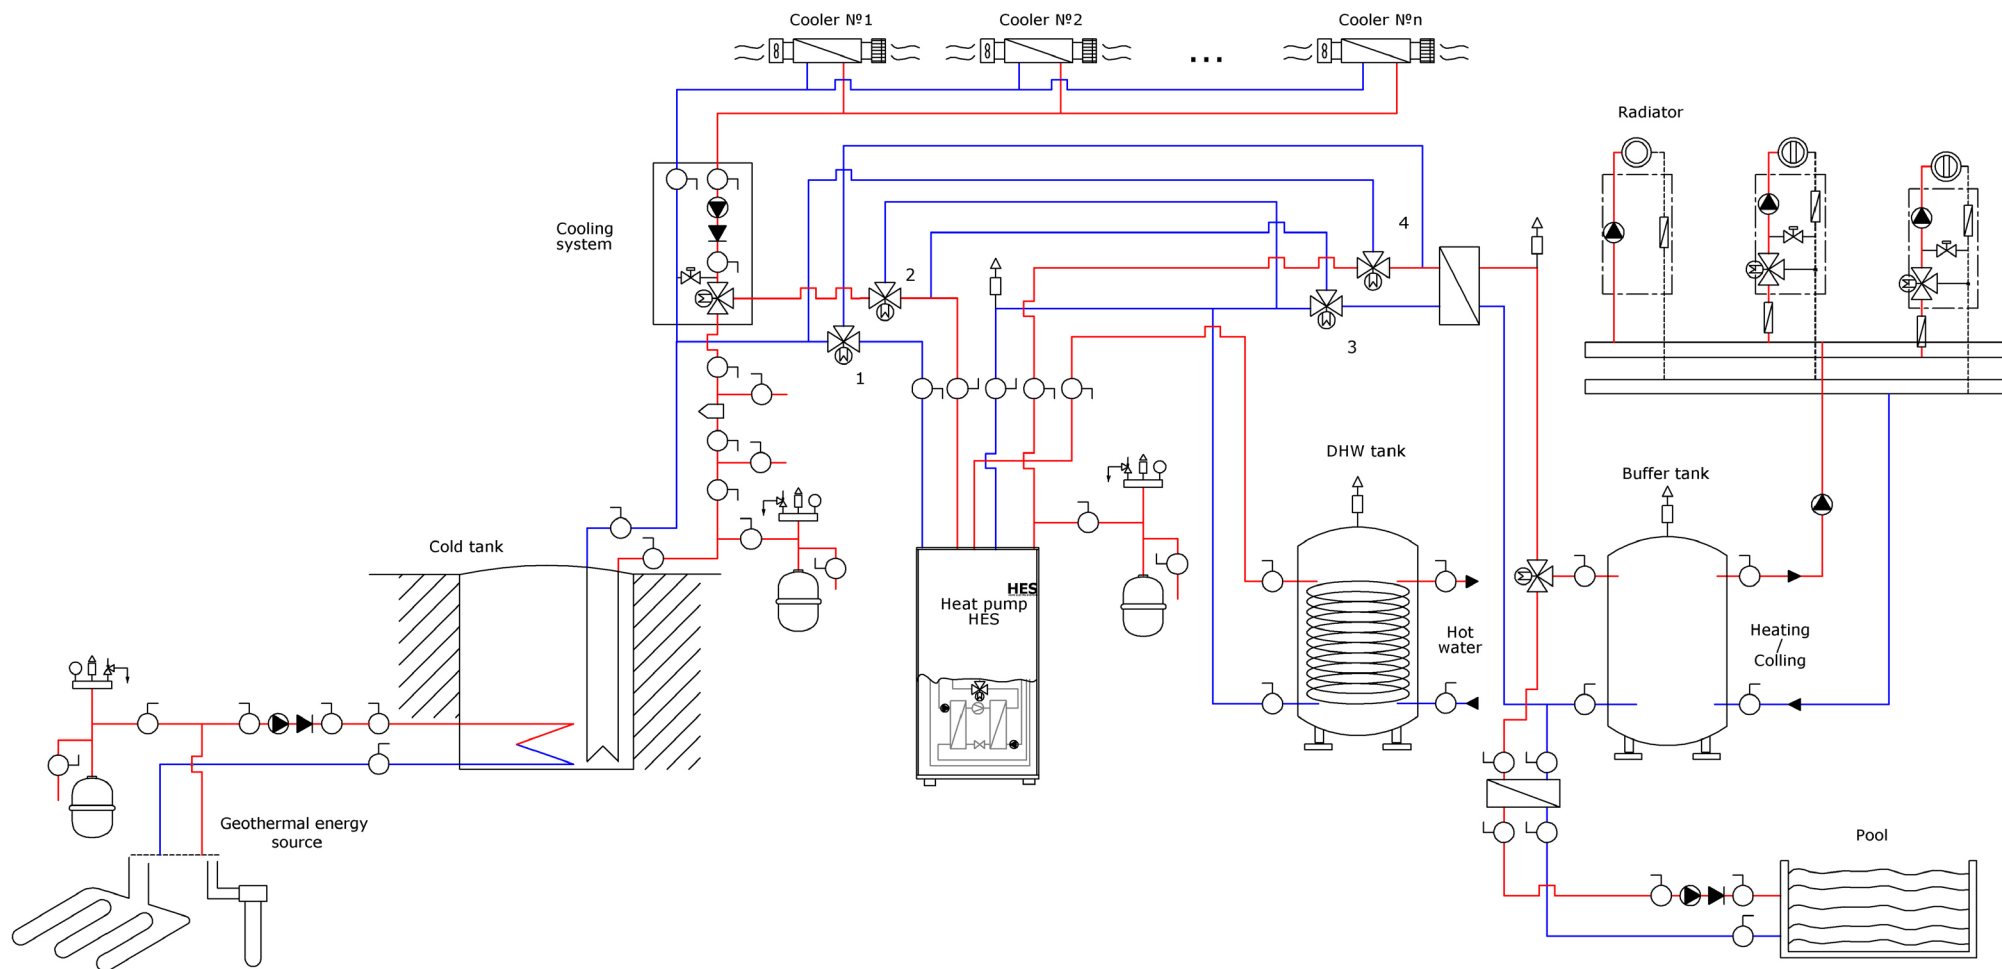 Cooler №1
Cooler №2
Cooler №n
...
Radiator
Cooling
system
4
2
3
1
DHW tank
Buffer tank
Cold tank
HES
Heat pump
HES
Hot
water
Heating
/
Colling
Geothermal energy
source
Pool